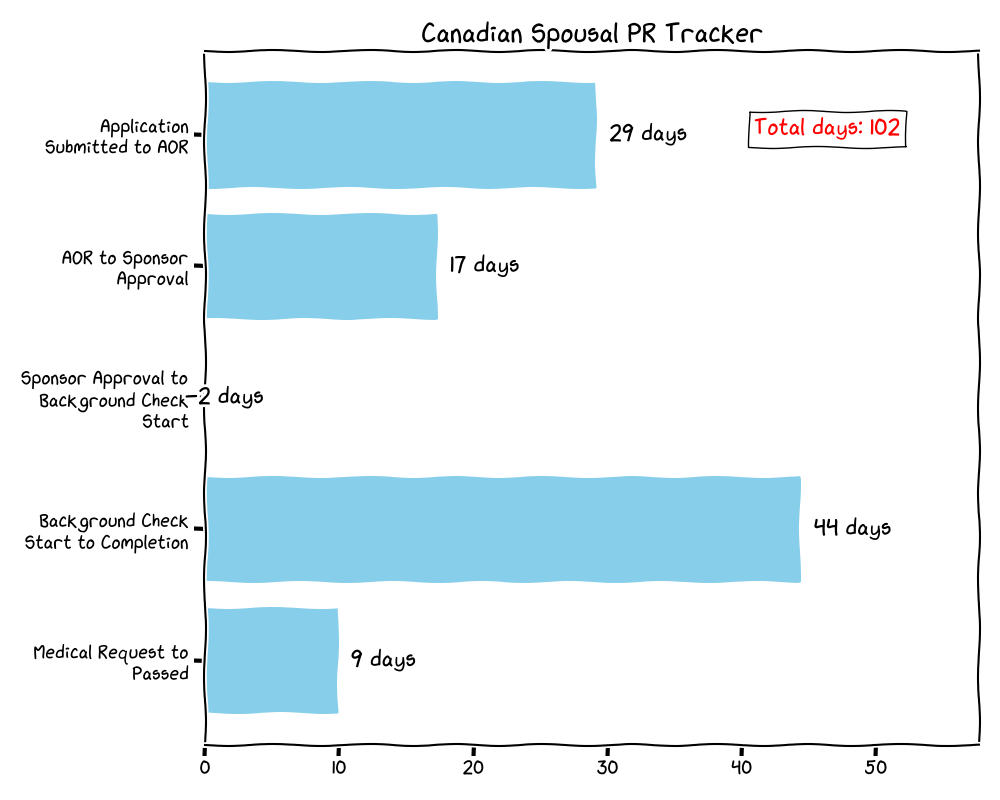 Canadian Spousal PR Tracker
Application
Submitted to AOR
29 days
Total days: 102
AOR to Sponsor
Approval
17 days
Sponsor Approval to
Background Check
Start
-2 days
Background Check
Start to Completion
44 days
Medical Request to
Passed
9 days
0 10 20 30 40 50